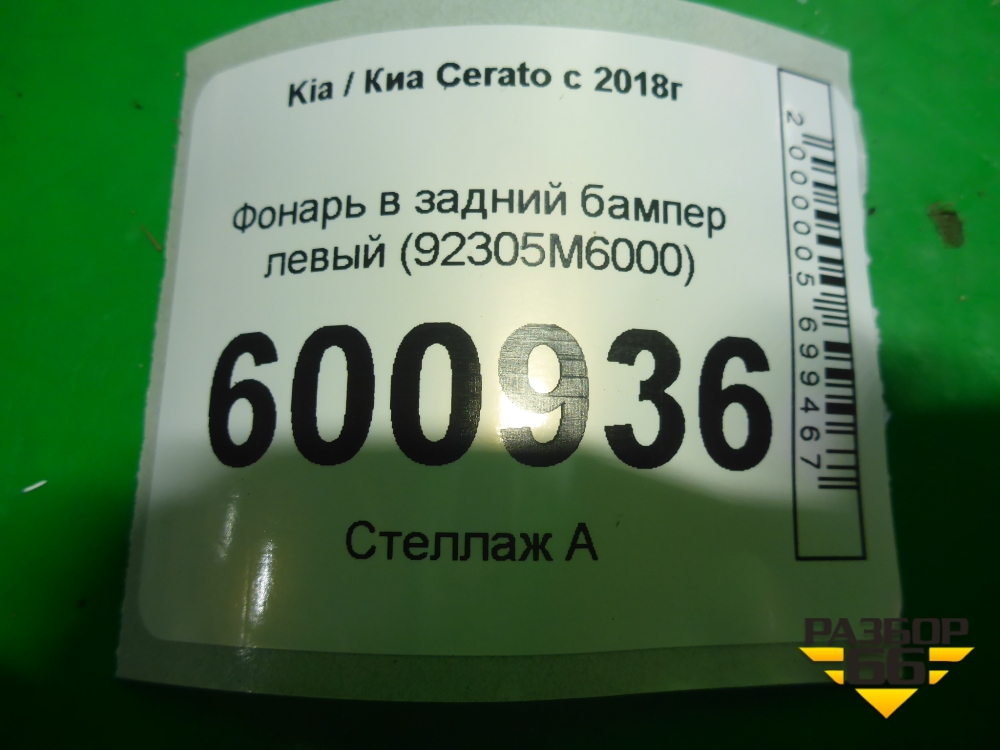 Kia / Киа Cerato с 2018г
Фонарь в задний бампер
левый (92305M6000)
600936
Стеллаж А
2000005699467
РАЗБОР
66